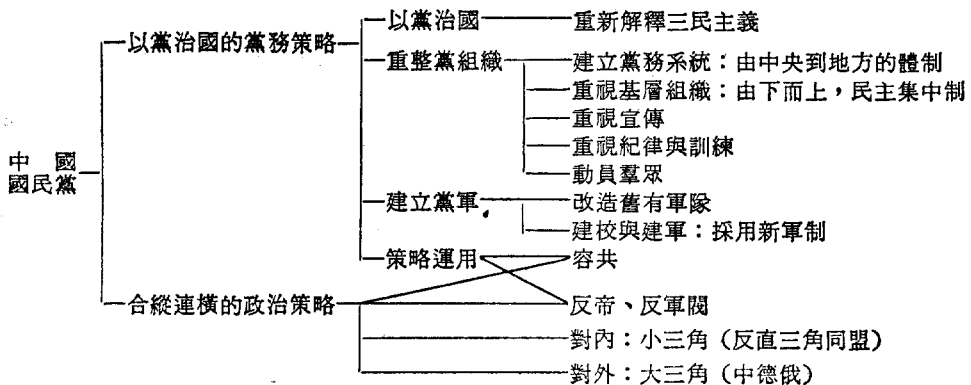 以黨治國 重新解釋三民主義
以黨治國的黨務策略
重整黨組織 建立黨務系統：由中央到地方的體制
重視基層組織：由下而上，民主集中制
重視宣傳
重視紀律與訓練
中國
國民黨
動員羣眾
建立黨軍 改造舊有軍隊
建校與建軍：採用新軍制
策略運用 容共
合縱連橫的政治策略 反帝、反軍閥
對內：小三角（反直三角同盟）
對外：大三角（中德俄）